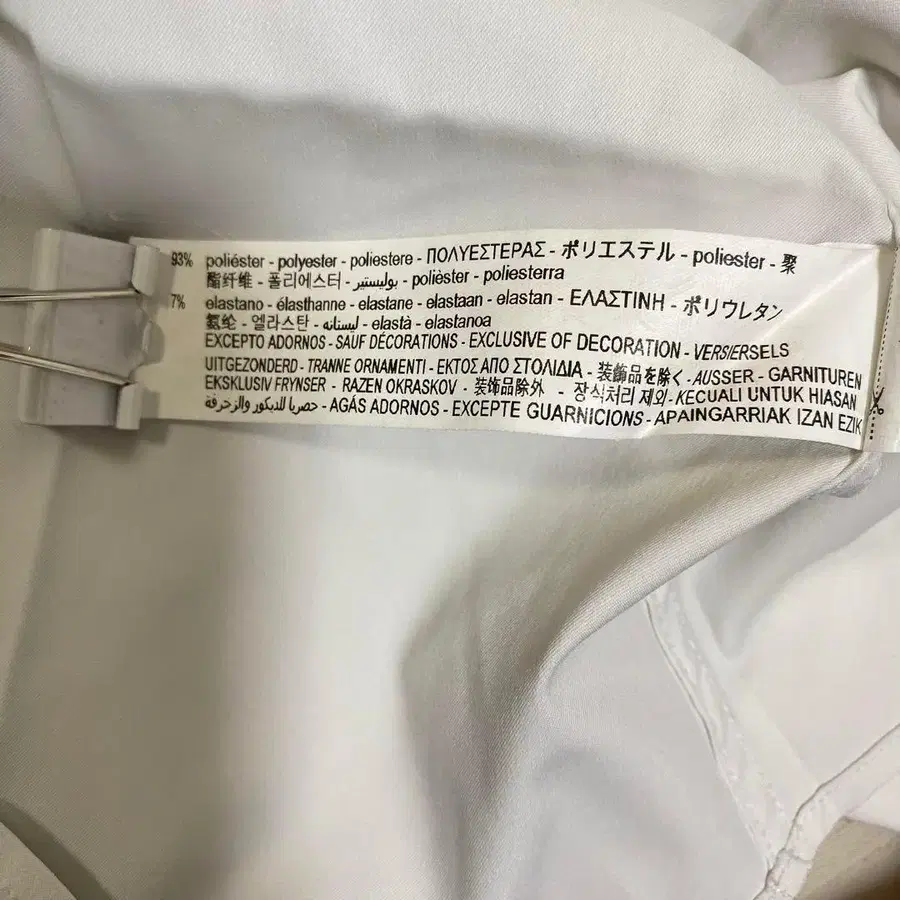 93% poliéster - polyester - poliestere - ΠΟΛΥΕΣΤΕΡΑΣ - ポリエステル - poliester - 聚
酯纤维 - 폴리에스터 - بوليستير - polièster - poliesterra
7% elastano - élasthanne - elastane - elastaan - elastan - ΕΛΑΣΤΙΝΗ - ポリウレタン
氨纶 - 엘라스탄 - ليستانه - elastà - elastanoa
EXCEPTO ADORNOS - SAUF DÉCORATIONS - EXCLUSIVE OF DECORATION - VERSIERSELS
UITGEZONDERD - TRANNE ORNAMENTI - ΕΚΤΟΣ ΑΠΟ ΣΤΟΛΙΔΙΑ - 装飾品を除く - AUSSER - GARNITUREN
EKSKLUSIV FRYNSER - RAZEN OKRASKOV - 装饰品除外 - 장식처리 제외 - KECUALI UNTUK HIASAN
حصريا للديكور والزخرفة - AGÁS ADORNOS - EXCEPTE GUARNICIONS - APAINGARRIAK IZAN EZIK